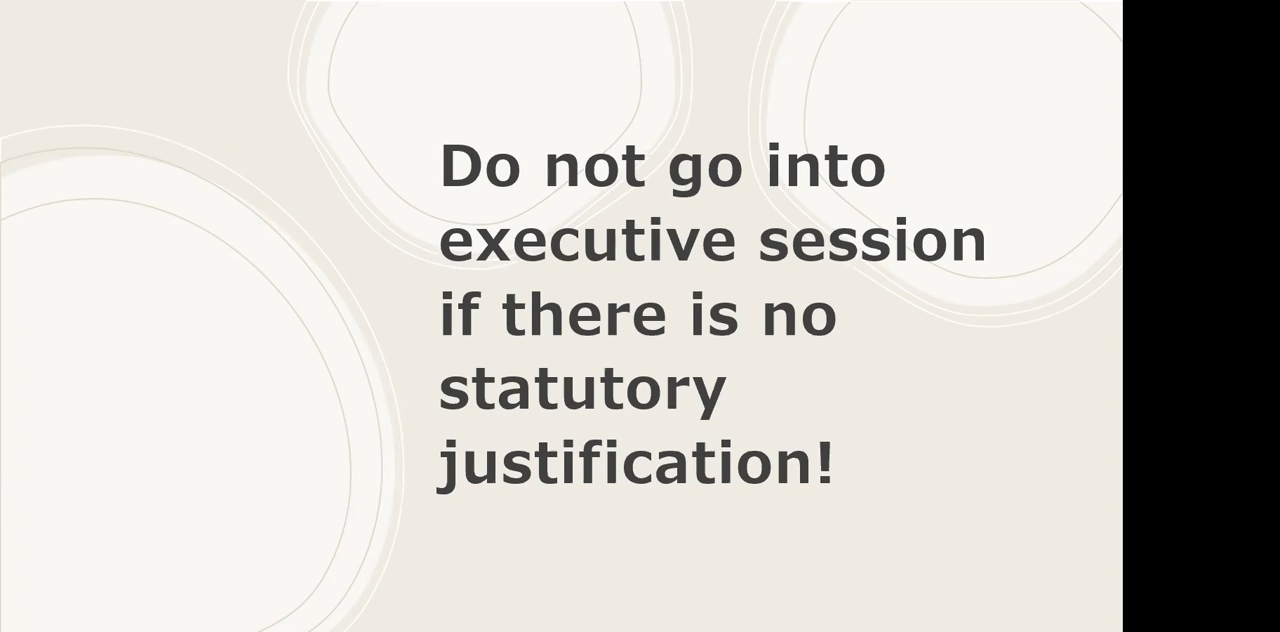 Do not go into
executive session
if there is no
statutory
justification!